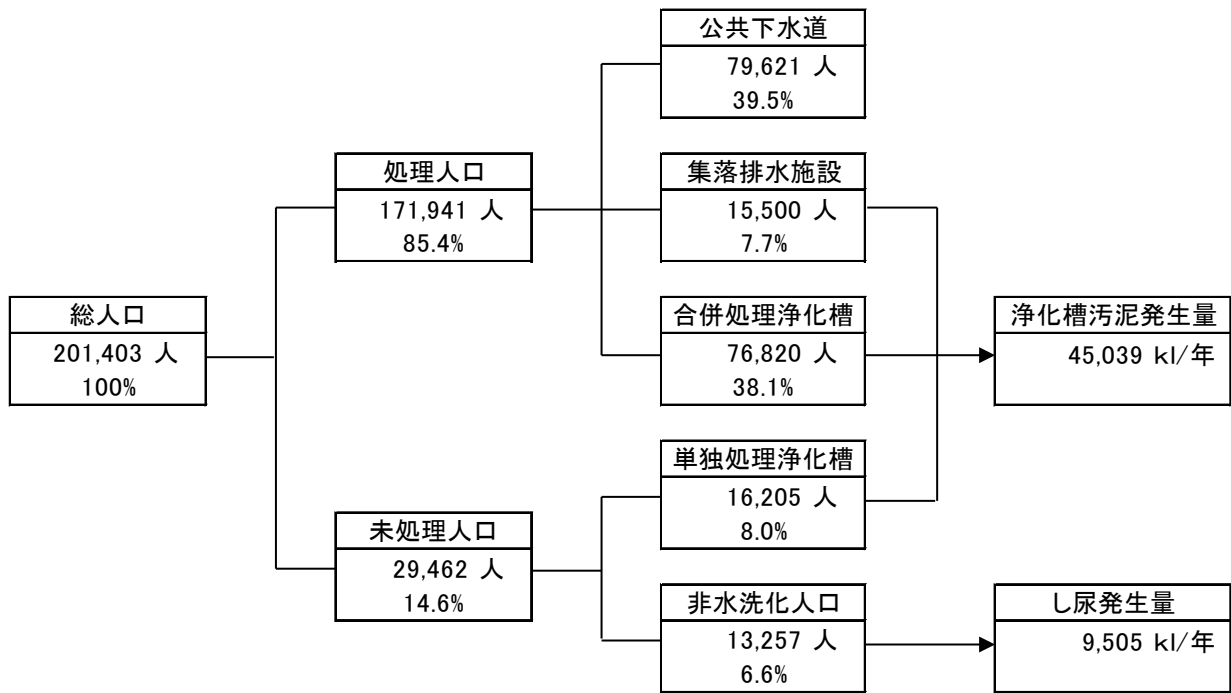 総人口
201,403 人
100%
処理人口
171,941 人
85.4%
未処理人口
29,462 人
14.6%
公共下水道
79,621 人
39.5%
集落排水施設
15,500 人
7.7%
合併処理浄化槽
76,820 人
38.1%
単独処理浄化槽
16,205 人
8.0%
非水洗化人口
13,257 人
6.6%
浄化槽汚泥発生量
45,039 kl/年
し尿発生量
9,505 kl/年